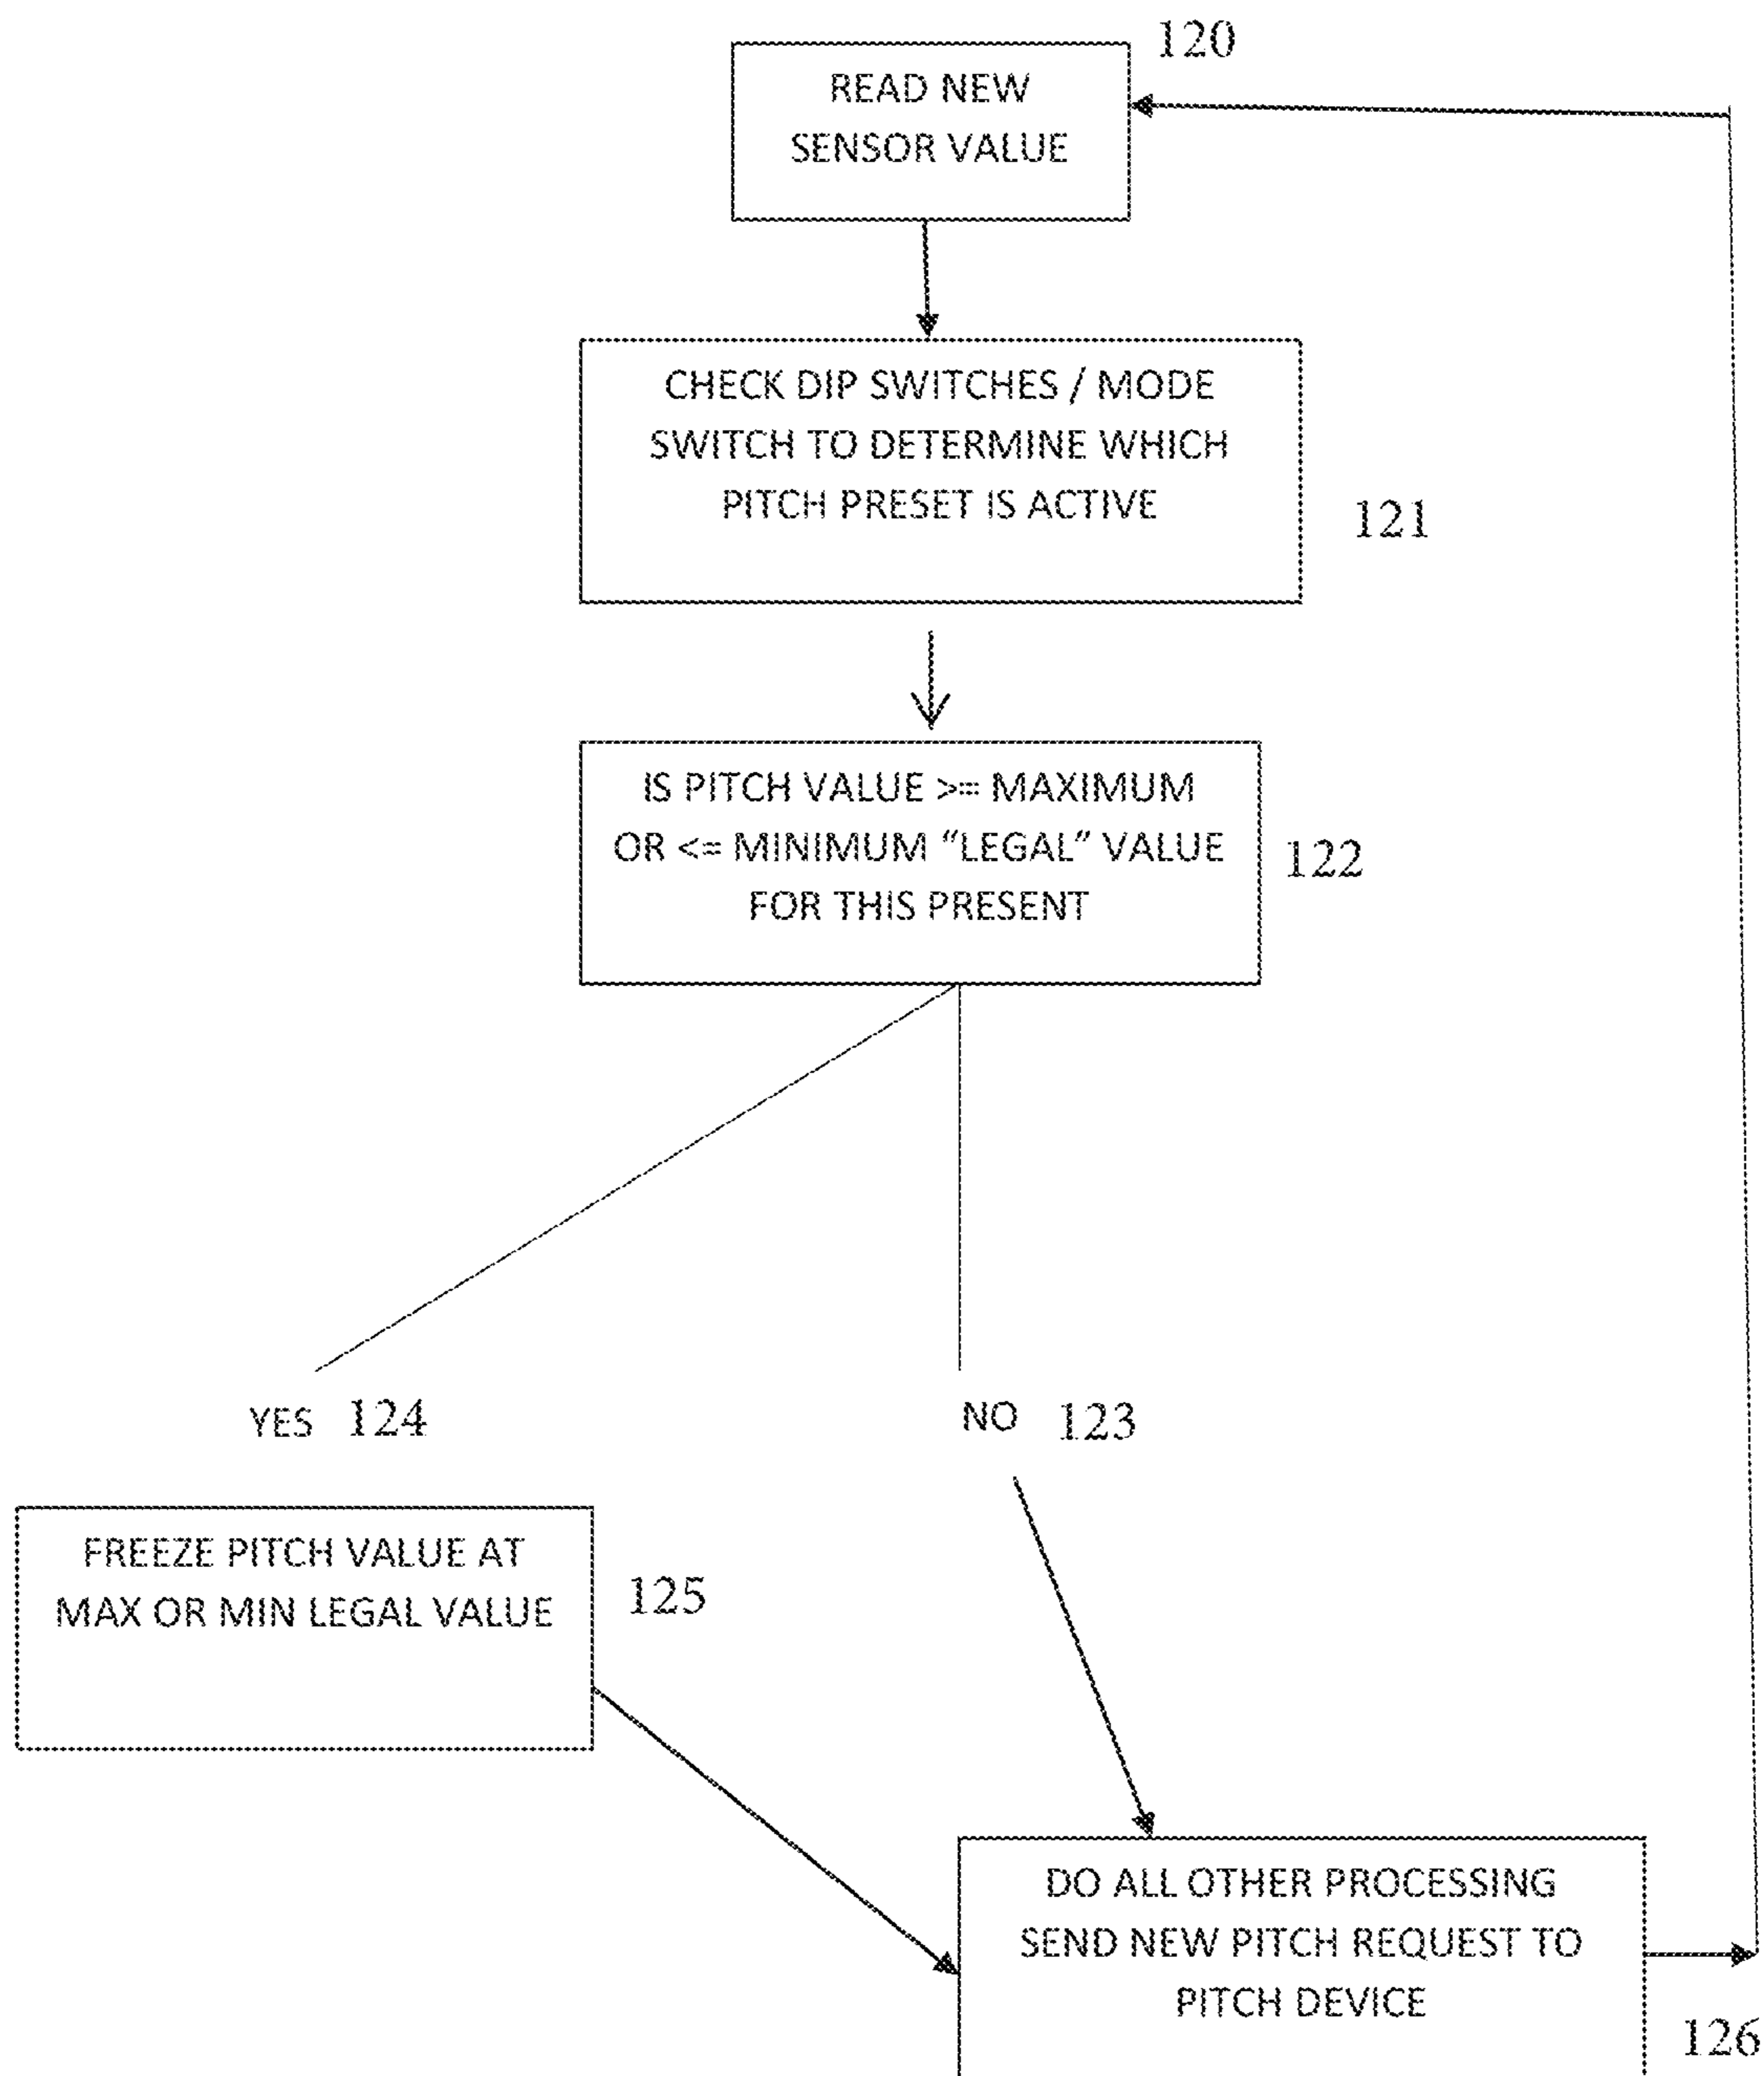 120
READ NEW
SENSOR VALUE
CHECK DIP SWITCHES / MODE
SWITCH TO DETERMINE WHICH
PITCH PRESET IS ACTIVE
121
IS PITCH VALUE >= MAXIMUM
OR <= MINIMUM “LEGAL” VALUE
FOR THIS PRESENT
122
YES 124
NO 123
FREEZE PITCH VALUE AT
MAX OR MIN LEGAL VALUE
125
DO ALL OTHER PROCESSING
SEND NEW PITCH REQUEST TO
PITCH DEVICE
126